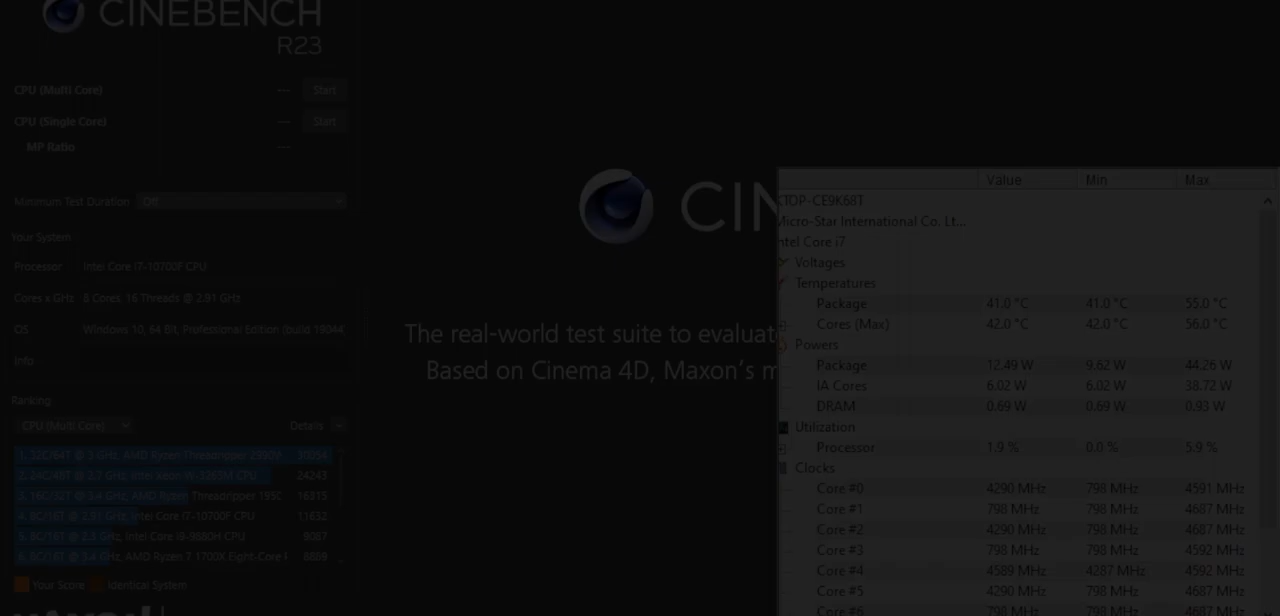 CINEBENCH
R23
CPU (Multi Core) --- Start
CPU (Single Core) --- Start
MP Ratio ---
Minimum Test Duration Off
Your System
Processor Intel Core i7-10700F CPU
Cores x GHz 8 Cores, 16 Threads @ 2.91 GHz
OS Windows 10, 64 Bit, Professional Edition (build 19044)
Info
Ranking
CPU (Multi Core) Details
1. 32C/64T @ 3 GHz, AMD Ryzen Threadripper 2990W 30054
2. 24C/48T @ 2.7 GHz, Intel Xeon W-3265M CPU 24243
3. 16C/32T @ 3.4 GHz, AMD Ryzen Threadripper 195C 16315
4. 8C/16T @ 2.91 GHz, Intel Core i7-10700F CPU 11632
5. 8C/16T @ 2.3 GHz, Intel Core i9-9880H CPU 9087
6. 8C/16T @ 3.4 GHz, AMD Ryzen 7 1700X Eight-Core 8889
Your Score Identical System
CIN
The real-world test suite to evaluat
Based on Cinema 4D, Maxon's m
Value Min Max
KTOP-CE9K68T
Micro-Star International Co. Lt...
ntel Core i7
Voltages
Temperatures
Package 41.0 °C 41.0 °C 55.0 °C
Cores (Max) 42.0 °C 42.0 °C 56.0 °C
Powers
Package 12.49 W 9.62 W 44.26 W
IA Cores 6.02 W 6.02 W 38.72 W
DRAM 0.69 W 0.69 W 0.93 W
Utilization
Processor 1.9 % 0.0 % 5.9 %
Clocks
Core #0 4290 MHz 798 MHz 4591 MHz
Core #1 798 MHz 798 MHz 4687 MHz
Core #2 4290 MHz 798 MHz 4687 MHz
Core #3 798 MHz 798 MHz 4592 MHz
Core #4 4589 MHz 4287 MHz 4592 MHz
Core #5 4290 MHz 798 MHz 4687 MHz
Core #6 798 MHz 798 MHz 4592 MHz